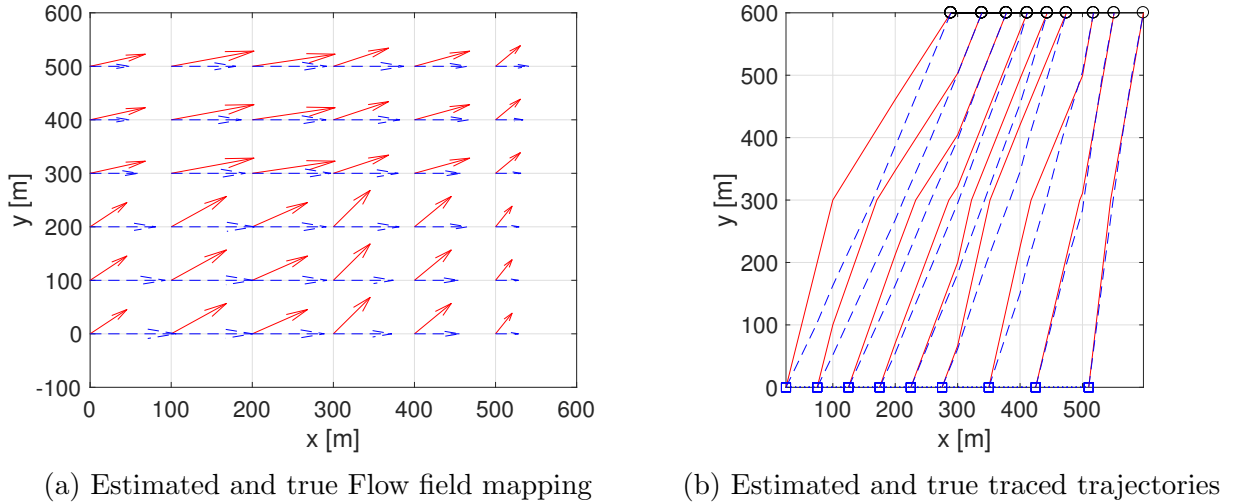 600
500
400
300
200
100
0
-100
0 100 200 300 400 500 600
x [m]
y [m]
600
500
400
300
200
100
0
100 200 300 400 500
x [m]
y [m]
(a) Estimated and true Flow field mapping
(b) Estimated and true traced trajectories